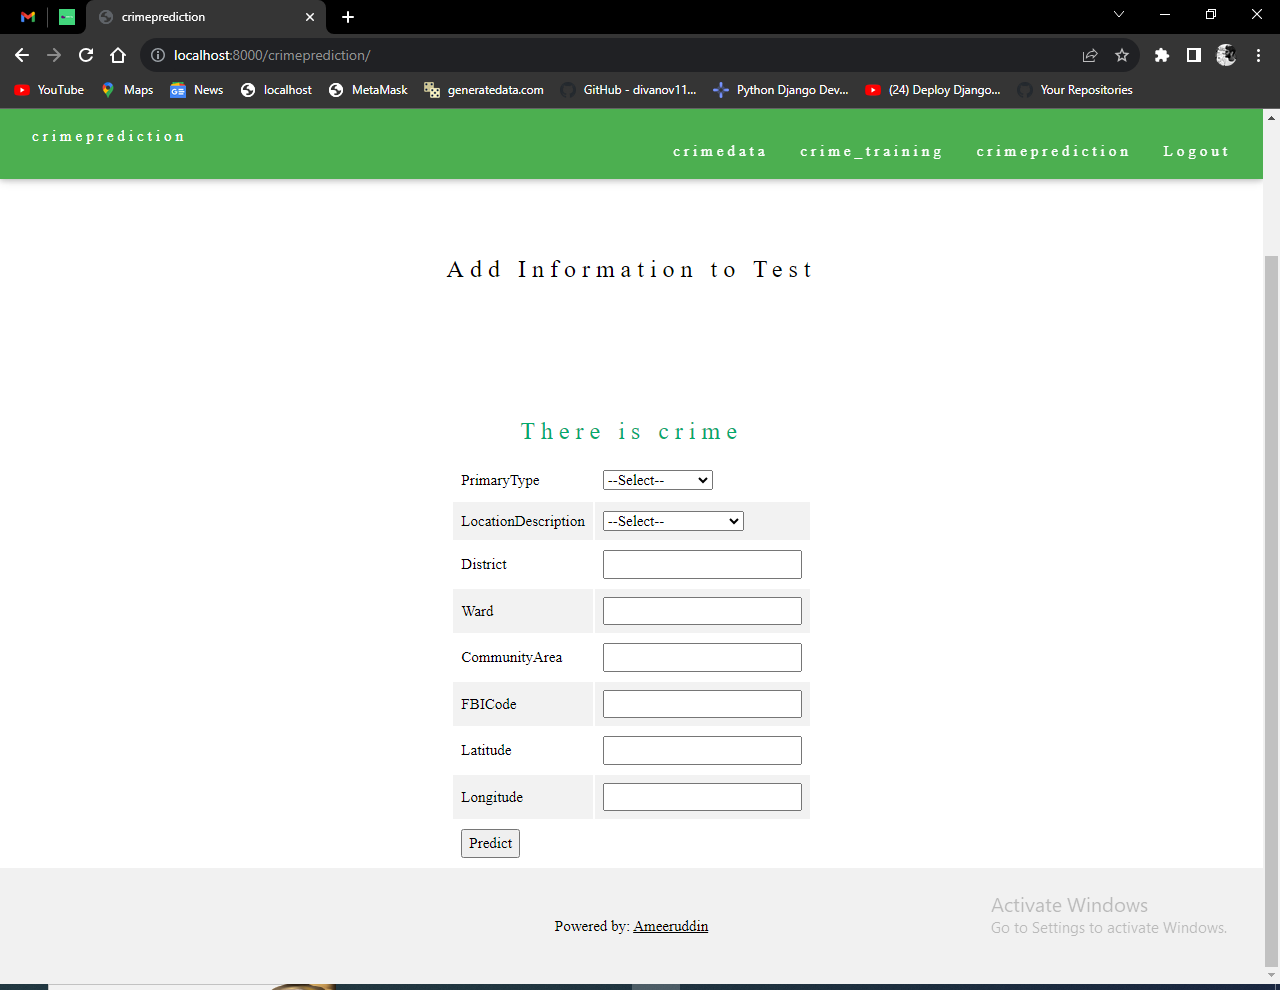 crimeprediction
localhost:8000/crimeprediction/
YouTube Maps News localhost MetaMask generatedata.com GitHub - divanov11... Python Django Dev... (24) Deploy Django... Your Repositories
crimeprediction
crimedata crime_training crimeprediction Logout
Add Information to Test
There is crime
PrimaryType --Select--
LocationDescription --Select--
District
Ward
CommunityArea
FBICode
Latitude
Longitude
Predict
Powered by: Ameeruddin
Activate Windows
Go to Settings to activate Windows.